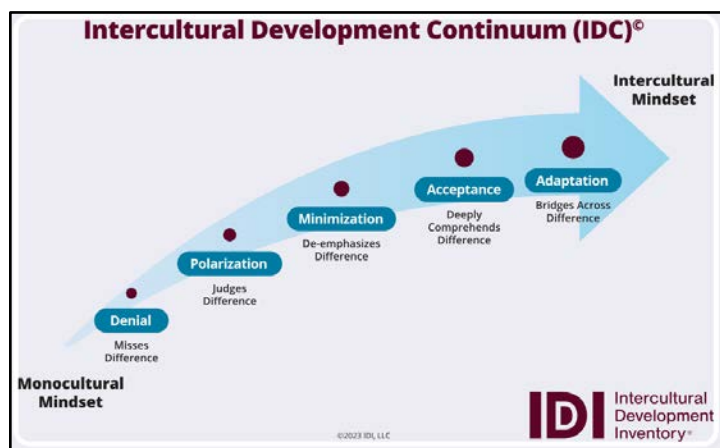 Intercultural Development Continuum (IDC)©
Intercultural
Mindset
Adaptation
Bridges Across
Difference
Acceptance
Deeply
Comprehends
Difference
Minimization
De-emphasizes
Difference
Polarization
Judges
Difference
Denial
Misses
Difference
Monocultural
Mindset
©2023 IDI, LLC
IDI
Intercultural
Development
Inventory®